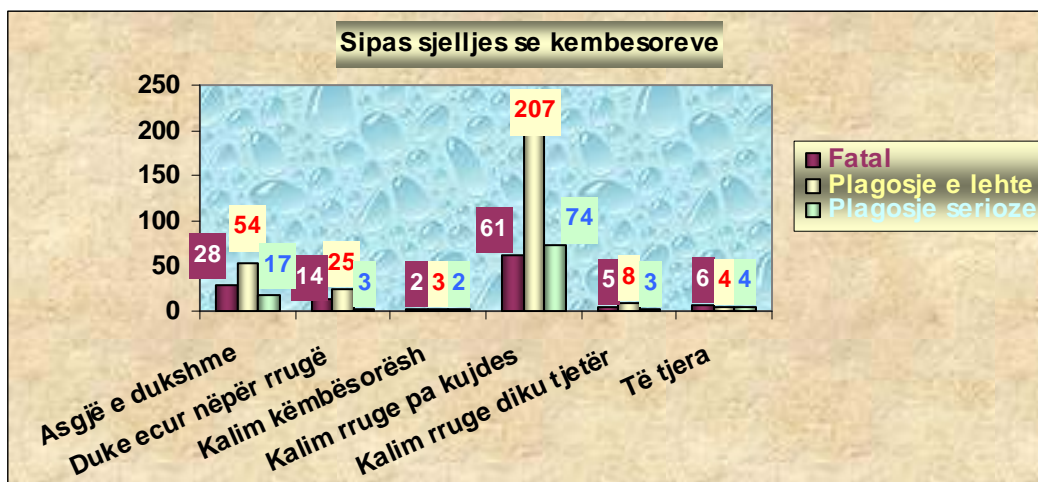 Sipas sjelljes se kembesoreve
250
200
150
100
50
0
28
54
17
14
25
3
2
3
2
61
207
74
5
8
3
6
4
4
Asgjë e dukshme
Duke ecur nëpër rrugë
Kalim këmbësorësh
Kalim rruge pa kujdes
Kalim rruge diku tjetër
Të tjera
Fatal
Plagosje e lehte
Plagosje serioze